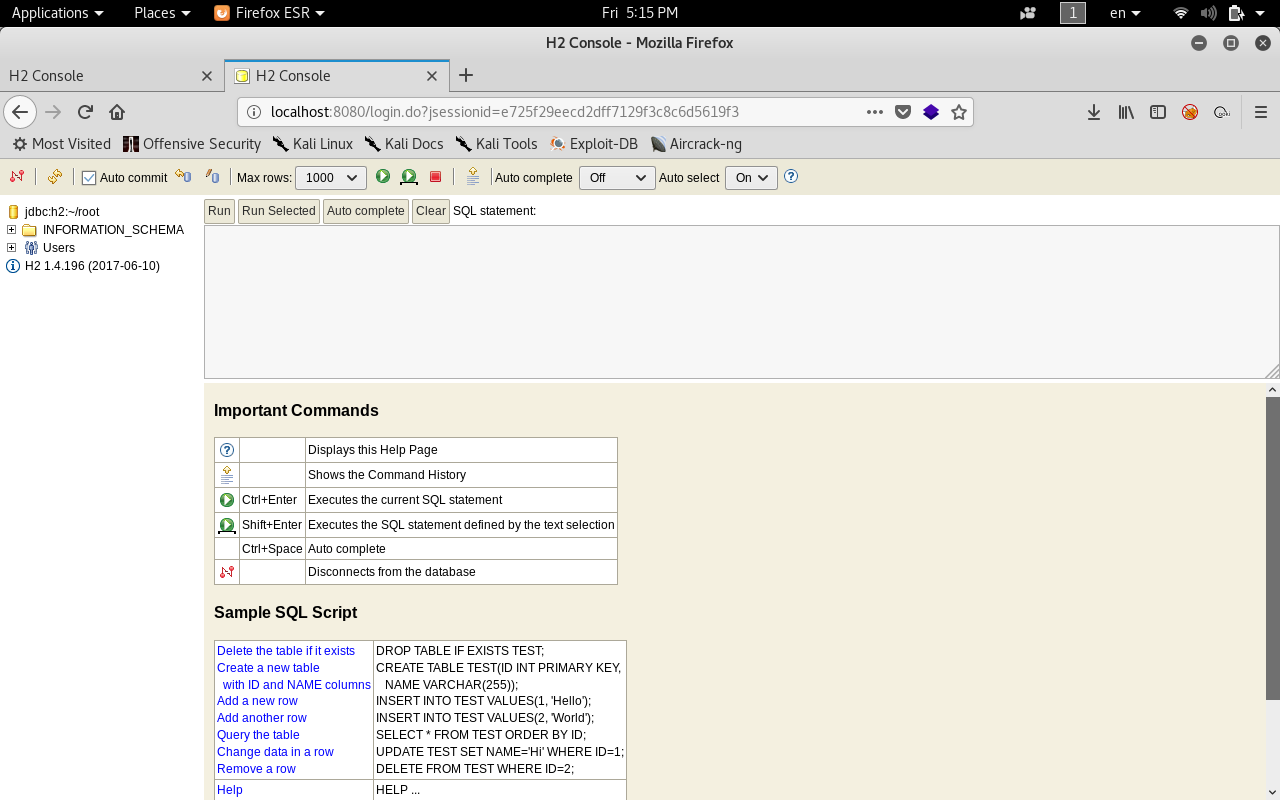 Applications Places Firefox ESR Fri 5:15 PM 1 en
H2 Console - Mozilla Firefox
H2 Console H2 Console
localhost:8080/login.do?jsessionid=e725f29eecd2dff7129f3c8c6d5619f3
Most Visited Offensive Security Kali Linux Kali Docs Kali Tools Exploit-DB Aircrack-ng
Auto commit Max rows: 1000 Auto complete Off Auto select On
jdbc:h2:~/root
INFORMATION_SCHEMA
Users
H2 1.4.196 (2017-06-10)
Run Run Selected Auto complete Clear SQL statement:
Important Commands
Displays this Help Page
Shows the Command History
Ctrl+Enter Executes the current SQL statement
Shift+Enter Executes the SQL statement defined by the text selection
Ctrl+Space Auto complete
Disconnects from the database
Sample SQL Script
Delete the table if it exists DROP TABLE IF EXISTS TEST;
Create a new table CREATE TABLE TEST(ID INT PRIMARY KEY,
with ID and NAME columns NAME VARCHAR(255));
Add a new row INSERT INTO TEST VALUES(1, 'Hello');
Add another row INSERT INTO TEST VALUES(2, 'World');
Query the table SELECT * FROM TEST ORDER BY ID;
Change data in a row UPDATE TEST SET NAME='Hi' WHERE ID=1;
Remove a row DELETE FROM TEST WHERE ID=2;
Help HELP ...